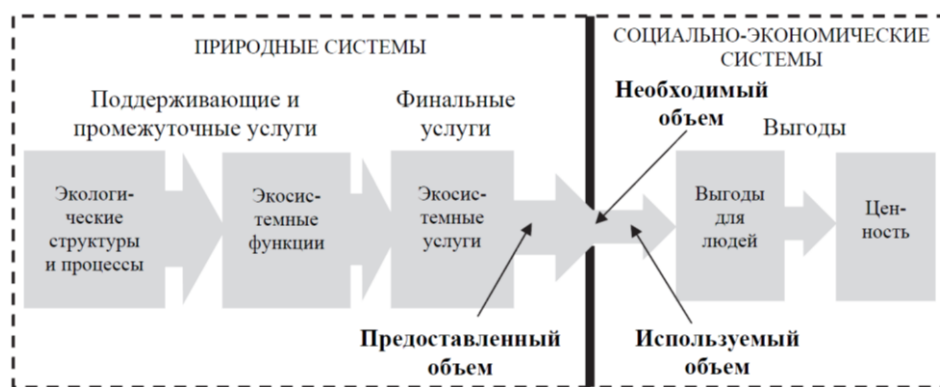 ПРИРОДНЫЕ СИСТЕМЫ
СОЦИАЛЬНО-ЭКОНОМИЧЕСКИЕ
СИСТЕМЫ
Поддерживающие и
промежуточные услуги
Финальные
услуги
Необходимый
объем
Выгоды
Экологи-
ческие
структуры
и процессы
Экосис-
темные
функции
Экосис-
темные
услуги
Выгоды
для
людей
Цен-
ность
Предоставленный
объем
Используемый
объем